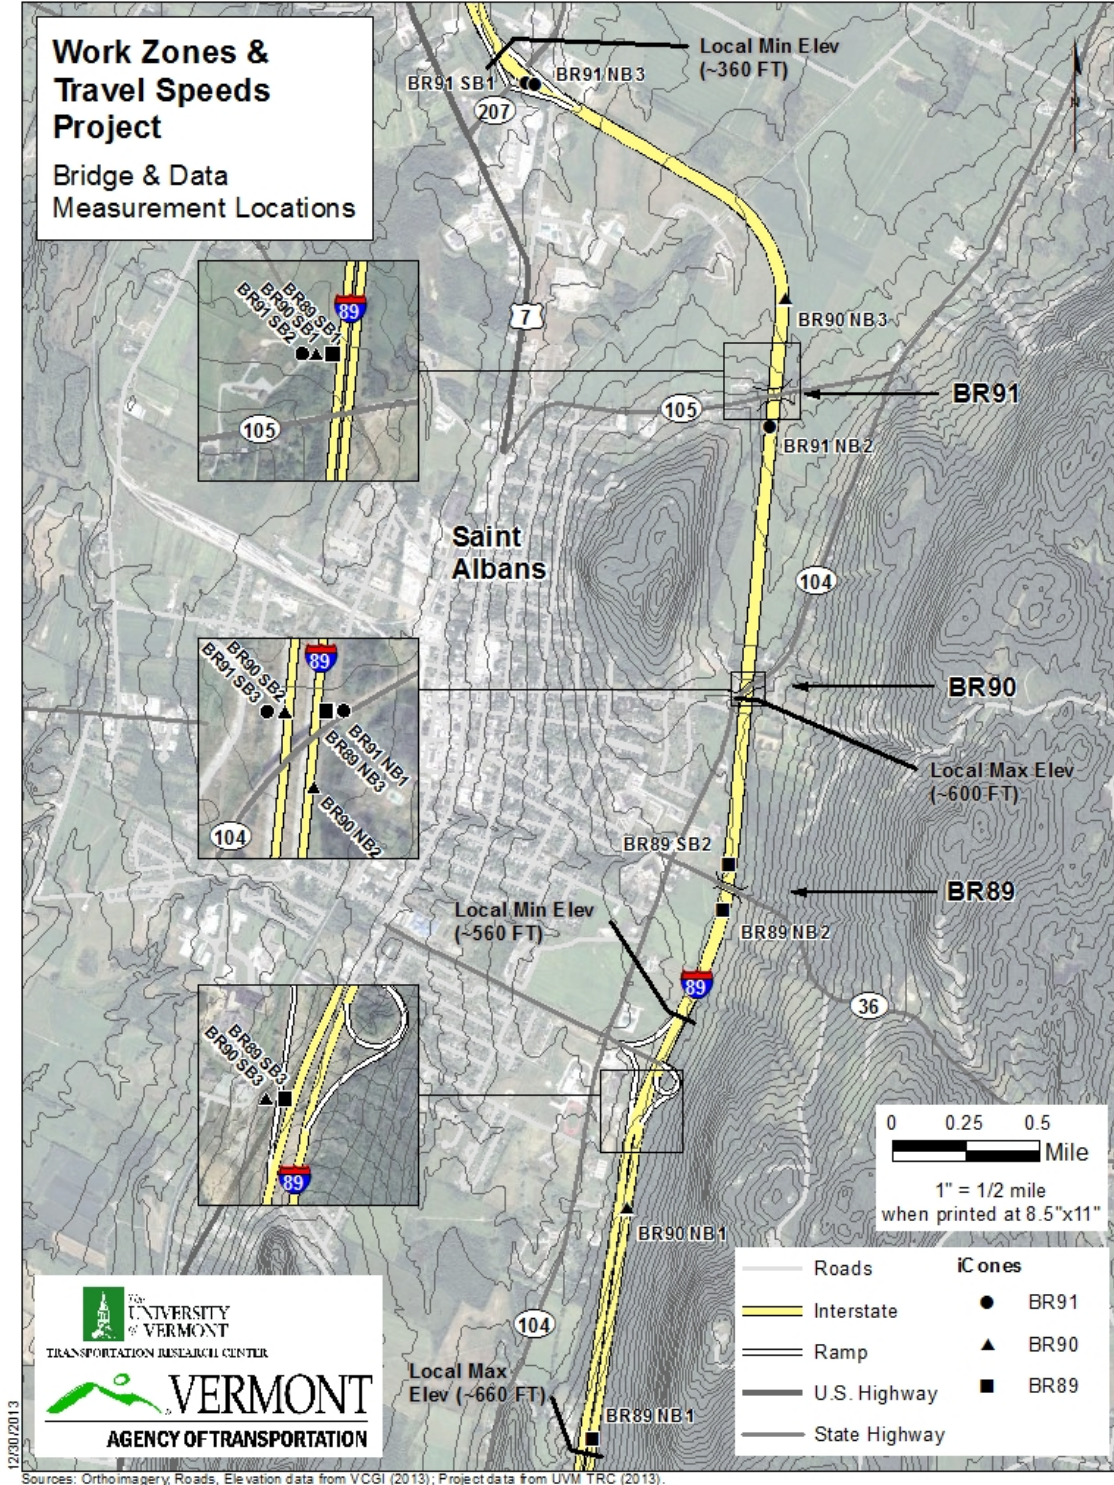 Work Zones &
Travel Speeds
Project
Bridge & Data
Measurement Locations
Local Min Elev
(~360 FT)
BR91 SB1
BR91 NB3
207
N
BR89 SB1
BR90 SB1
BR91 SB2
89
105
7
BR90 NB3
BR91
105
BR91 NB2
Saint
Albans
104
BR90 SB2
BR91 SB3
89
BR91 NB1
BR89 NB3
BR90 NB2
104
BR90
Local Max Elev
(~600 FT)
BR89 SB2
BR89
Local Min Elev
(~560 FT)
BR89 NB2
89
36
BR89 SB3
BR90 SB3
89
0 0.25 0.5
Mile
1" = 1/2 mile
when printed at 8.5"x11"
BR90 NB1
Roads
Interstate
Ramp
U.S. Highway
State Highway
iCones
BR91
BR90
BR89
104
Local Max
Elev (~660 FT)
BR89 NB1
The
UNIVERSITY
of VERMONT
TRANSPORTATION RESEARCH CENTER
VERMONT
AGENCY OF TRANSPORTATION
12/30/2013
Sources: Orthoimagery, Roads, Elevation data from VCGI (2013); Project data from UVM TRC (2013).